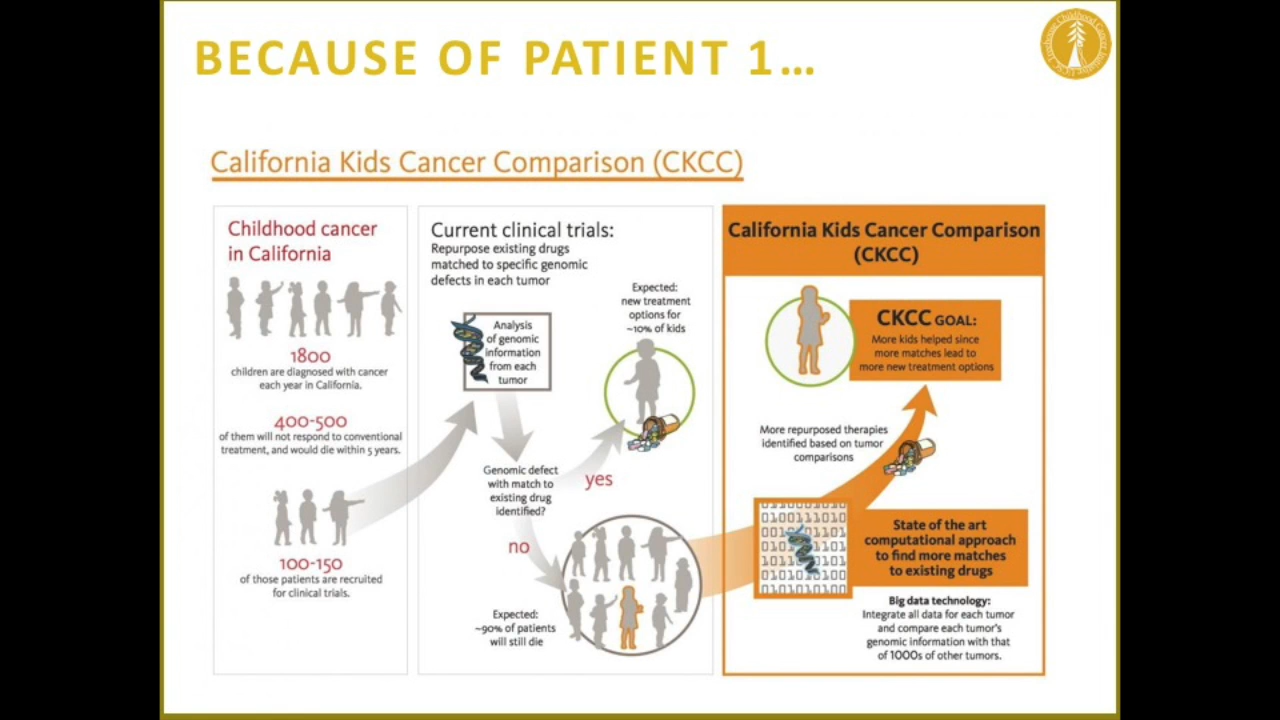 BECAUSE OF PATIENT 1…
California Kids Cancer Comparison (CKCC)
Childhood cancer
in California
1800
children are diagnosed with cancer
each year in California.
400-500
of them will not respond to conventional
treatment, and would die within 5 years.
100-150
of those patients are recruited
for clinical trials.
Current clinical trials:
Repurpose existing drugs
matched to specific genomic
defects in each tumor
Analysis
of genomic
information
from each
tumor
Expected:
new treatment
options for
~10% of kids
Genomic defect
with match to
existing drug
identified?
yes
no
Expected:
~90% of patients
will still die
California Kids Cancer Comparison
(CKCC)
CKCC GOAL:
More kids helped since
more matches lead to
more new treatment options
More repurposed therapies
identified based on tumor
comparisons
State of the art
computational approach
to find more matches
to existing drugs
Big data technology:
Integrate all data for each tumor
and compare each tumor's
genomic information with that
of 1000s of other tumors.